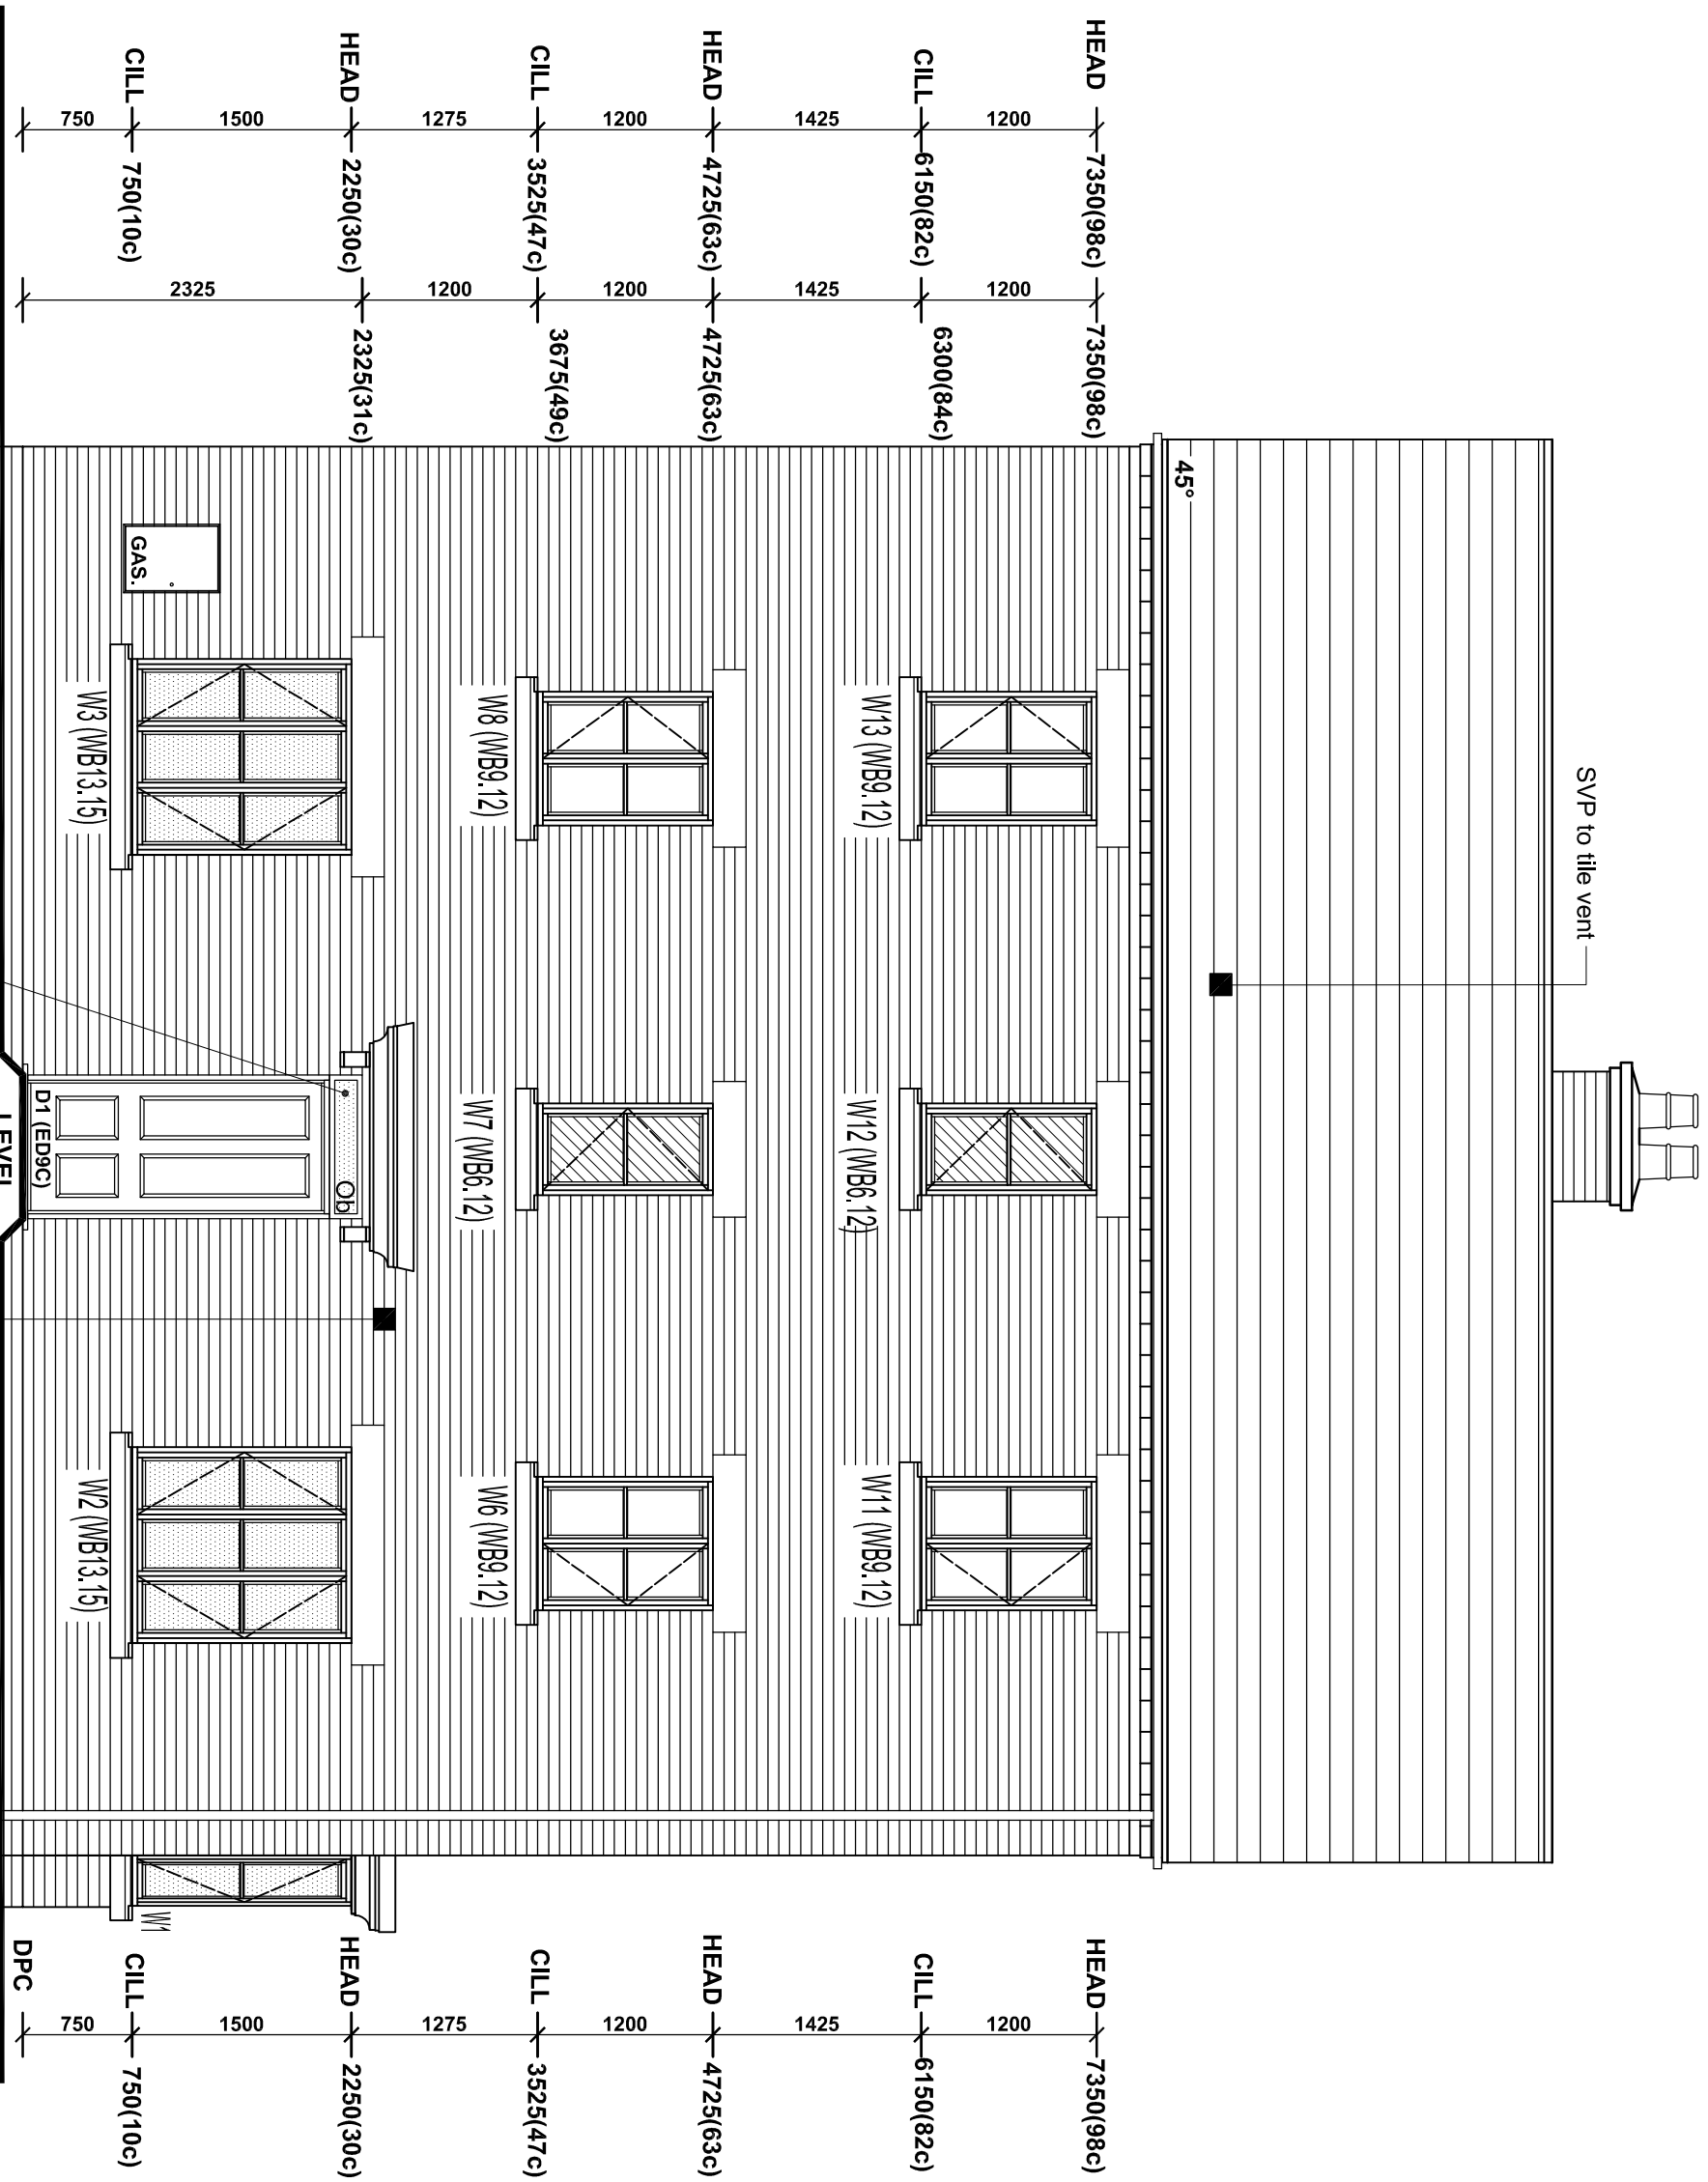 SVP to tile vent
45°
HEAD 7350(98c) 7350(98c) HEAD 7350(98c)
1200 1200 1200
CILL 6150(82c) 6300(84c) CILL 6150(82c)
W13 (WB9.12) W12 (WB6.12) W11 (WB9.12)
1425 1425 1425
HEAD 4725(63c) 4725(63c) HEAD 4725(63c)
1200 1200 1200
CILL 3525(47c) 3675(49c) CILL 3525(47c)
W8 (WB9.12) W7 (WB6.12) W6 (WB9.12)
1275 1200 1275
HEAD 2250(30c) 2325(31c) Ob HEAD 2250(30c)
1500 2325 1500
GAS.
W1
CILL 750(10c) CILL 750(10c)
W3 (WB13.15) W2 (WB13.15)
750 750
D1 (ED9C)
DPC
LEVEL